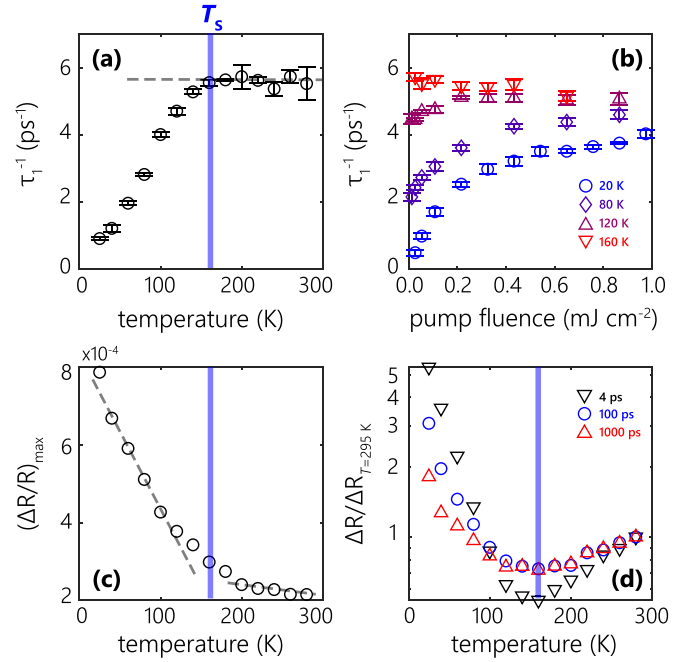 Tₛ
(a)
(b)
τ₁⁻¹ (ps⁻¹)
6
4
2
0
0
100
200
300
temperature (K)
τ₁⁻¹ (ps⁻¹)
6
4
2
0
20 K
80 K
120 K
160 K
0.0
0.2
0.4
0.6
0.8
1.0
pump fluence (mJ cm⁻²)
x10⁻⁴
(ΔR/R)max
8
6
4
2
(c)
0
100
200
300
temperature (K)
ΔR/ΔR T=295 K
5
4
3
2
1
4 ps
100 ps
1000 ps
(d)
0
100
200
300
temperature (K)